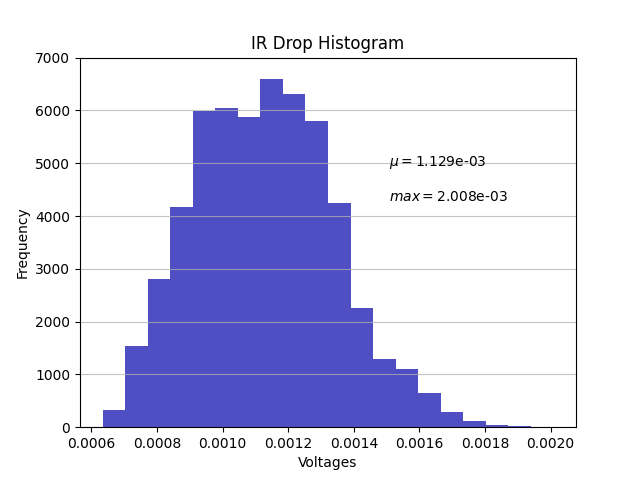 IR Drop Histogram
7000
6000
5000
4000
3000
2000
1000
0
Frequency
μ = 1.129e-03
max = 2.008e-03
0.0006 0.0008 0.0010 0.0012 0.0014 0.0016 0.0018 0.0020
Voltages